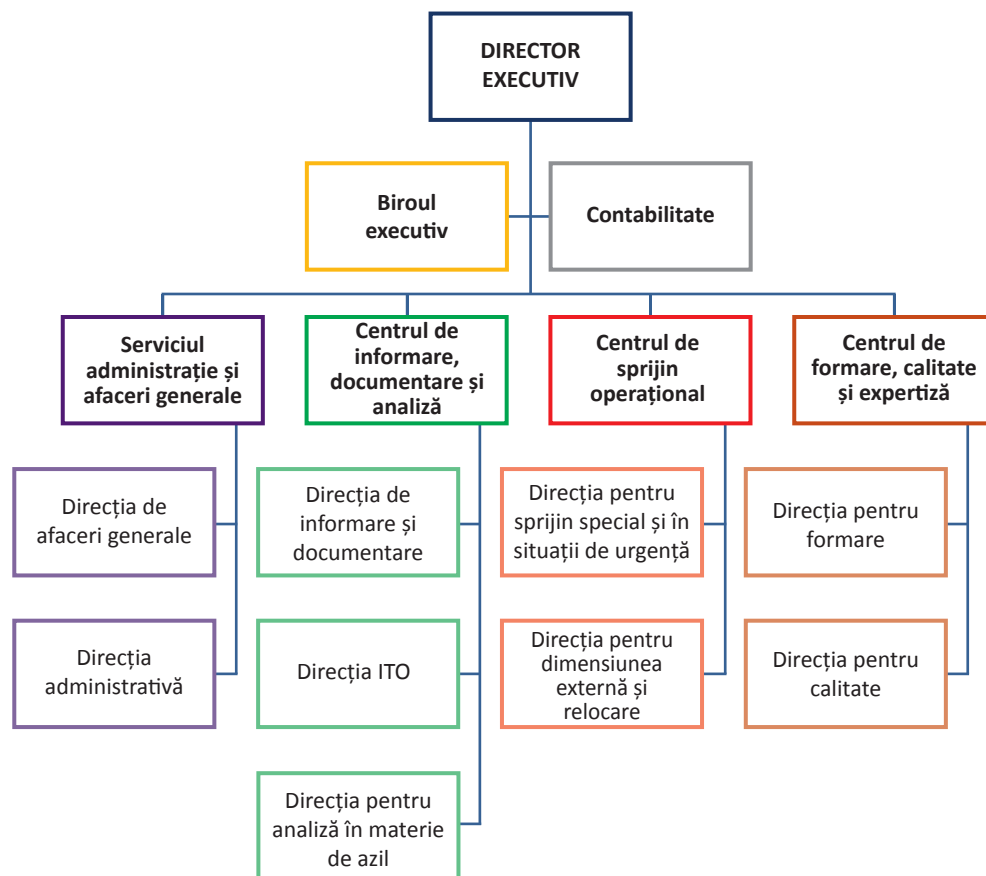 DIRECTOR
EXECUTIV
Biroul
executiv
Contabilitate
Serviciul
administrație și
afaceri generale
Centrul de
informare,
documentare și
analiză
Centrul de
sprijin
operațional
Centrul de
formare, calitate
și expertiză
Direcția de
afaceri generale
Direcția de
informare și
documentare
Direcția pentru
sprijin special și în
situații de urgență
Direcția pentru
formare
Direcția
administrativă
Direcția ITO
Direcția pentru
dimensiunea
externă și
relocare
Direcția pentru
calitate
Direcția pentru
analiză în materie
de azil